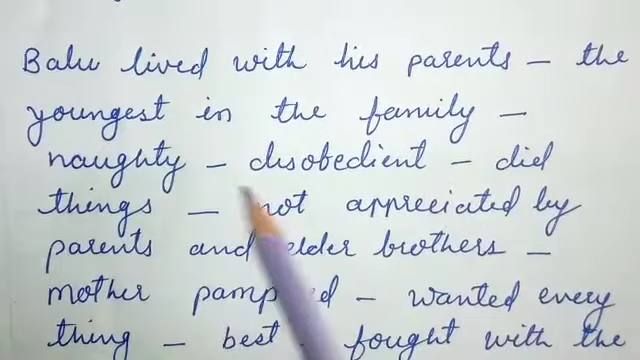 Balu lived with his parents – the
youngest in the family –
naughty – disobedient – did
things – not appreciated by
parents and elder brothers –
mother pampered – wanted every
thing – best fought with the